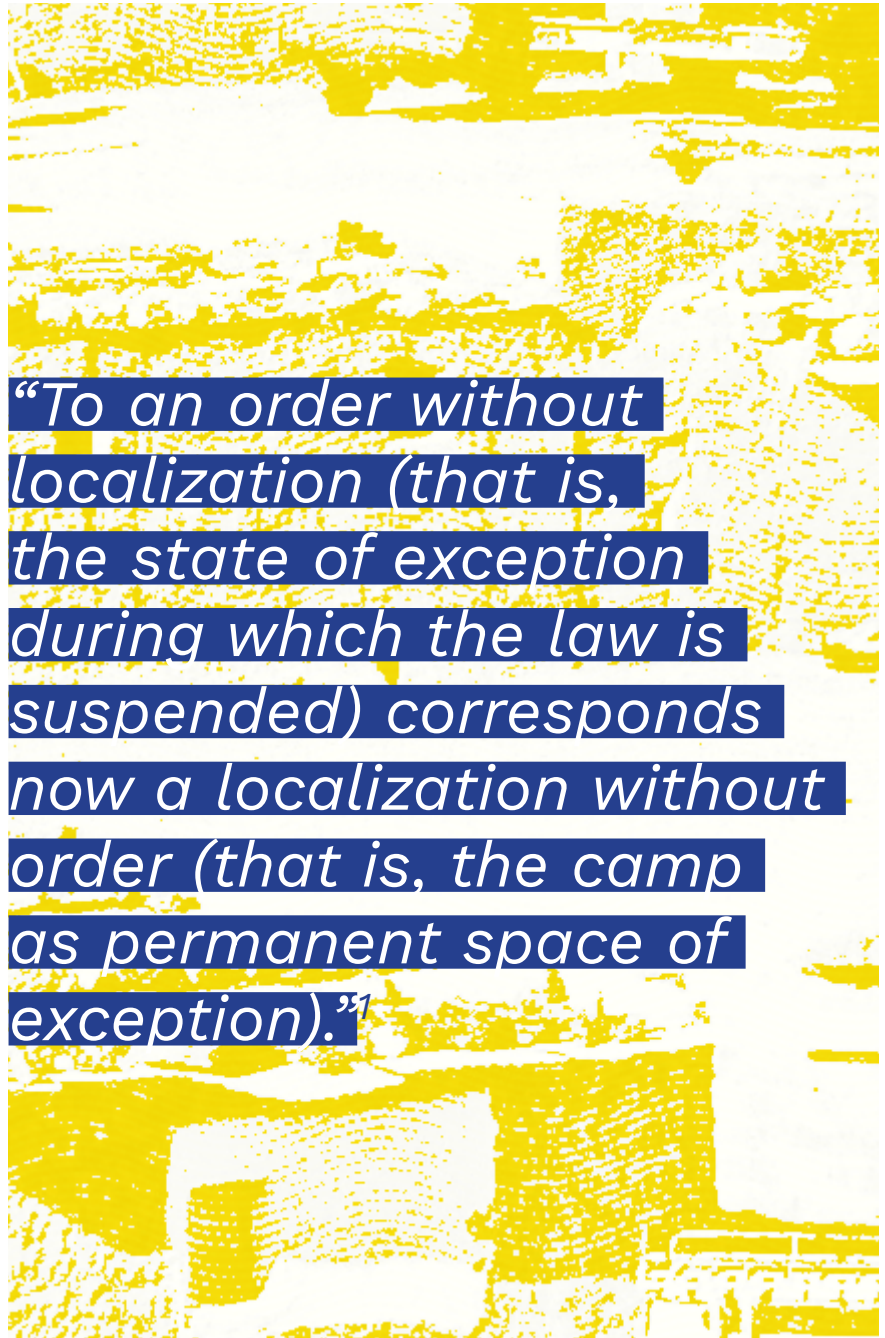 “To an order without
localization (that is,
the state of exception
during which the law is
suspended) corresponds
now a localization without
order (that is, the camp
as permanent space of
exception).”1